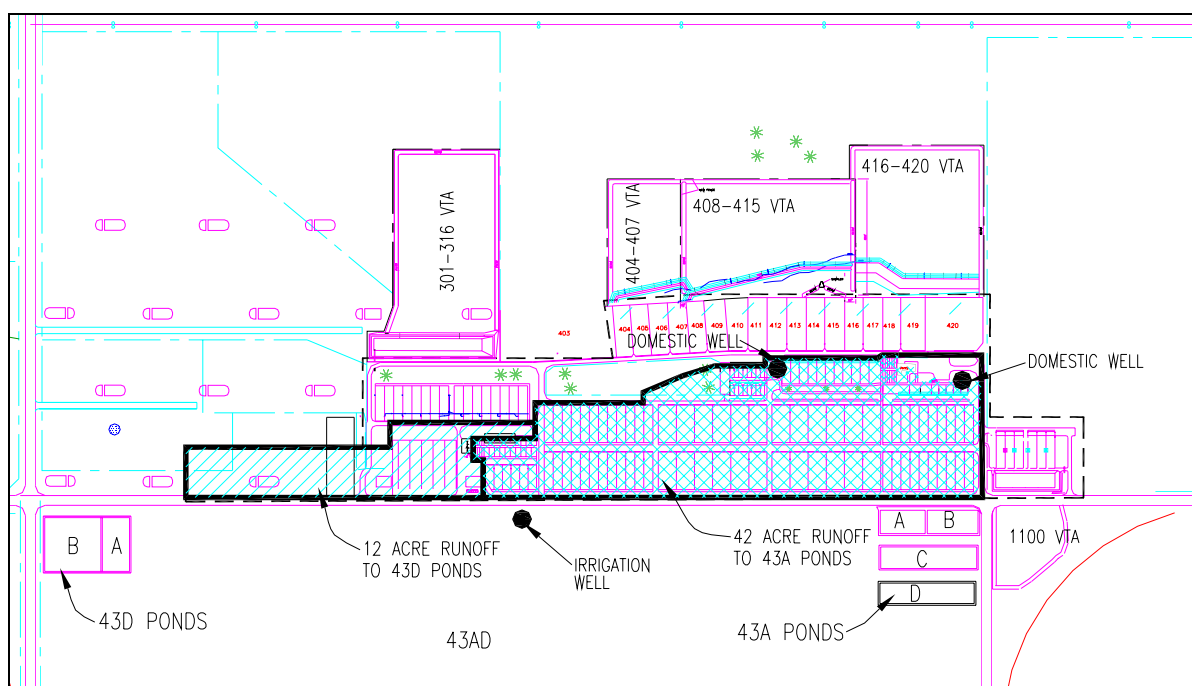 416-420 VTA
301-316 VTA
404-407 VTA
408-415 VTA
403
404
405
406
407
408
409
410
411
412
413
414
415
416
417
418
419
420
DOMESTIC WELL
DOMESTIC WELL
B
A
12 ACRE RUNOFF
TO 43D PONDS
IRRIGATION
WELL
42 ACRE RUNOFF
TO 43A PONDS
A
B
C
D
1100 VTA
43D PONDS
43AD
43A PONDS